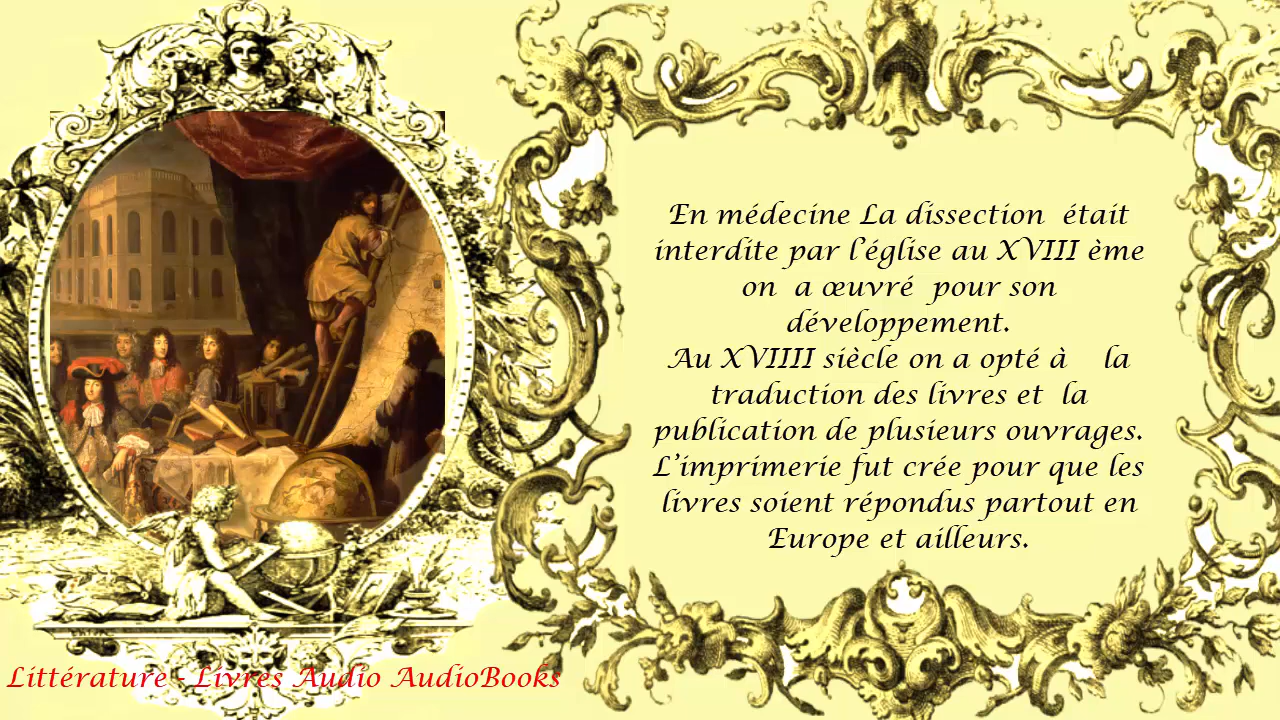 En médecine La dissection était
interdite par l'église au XVIII ème
on a œuvré pour son
développement.
Au XVIIII siècle on a opté à la
traduction des livres et la
publication de plusieurs ouvrages.
L'imprimerie fut crée pour que les
livres soient répondus partout en
Europe et ailleurs.
Littérature - Livres Audio AudioBooks